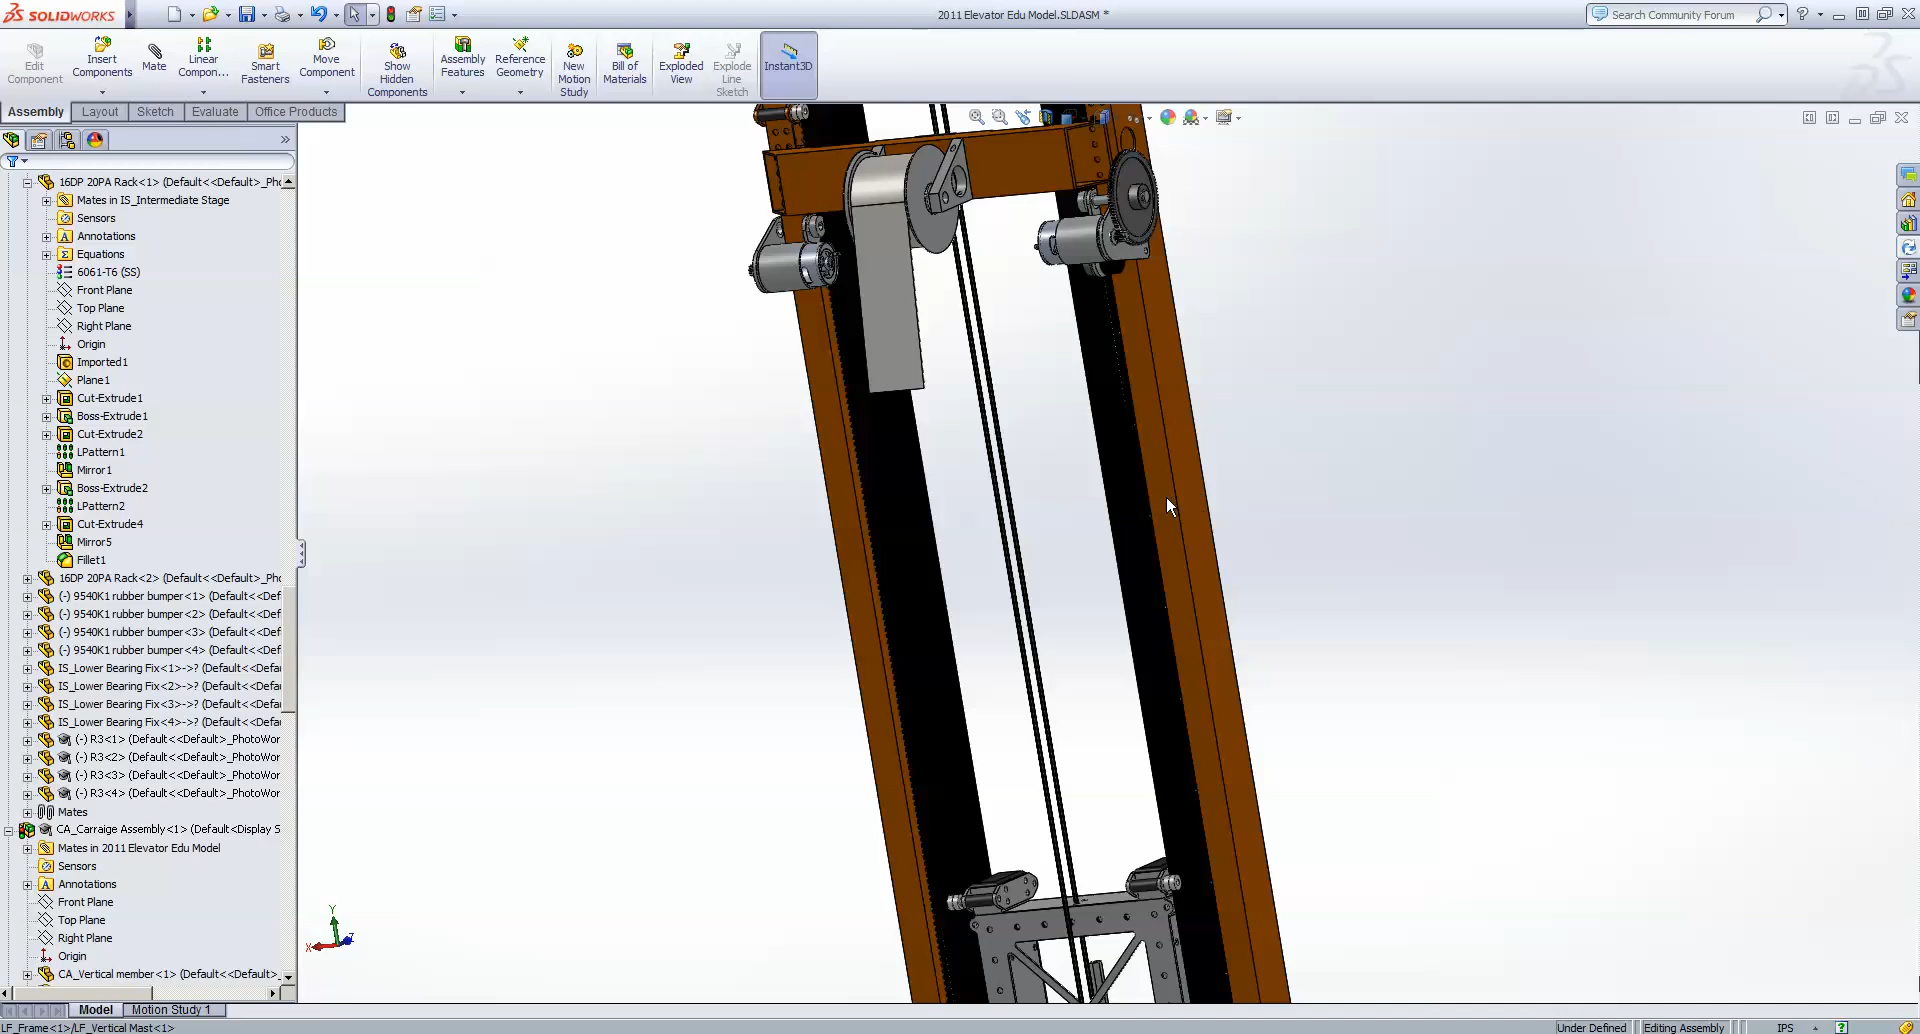 SOLIDWORKS
2011 Elevator Edu Model.SLDASM *
Search Community Forum
Edit Component
Insert Components
Mate
Linear Compon...
Smart Fasteners
Move Component
Show Hidden Components
Assembly Features
Reference Geometry
New Motion Study
Bill of Materials
Exploded View
Explode Line Sketch
Instant3D
Assembly
Layout
Sketch
Evaluate
Office Products
16DP 20PA Rack<1> (Default<<Default>_Pho
Mates in IS_Intermediate Stage
Sensors
Annotations
Equations
6061-T6 (SS)
Front Plane
Top Plane
Right Plane
Origin
Imported1
Plane1
Cut-Extrude1
Boss-Extrude1
Cut-Extrude2
LPattern1
Mirror1
Boss-Extrude2
LPattern2
Cut-Extrude4
Mirror5
Fillet1
16DP 20PA Rack<2> (Default<<Default>_Pho
(-) 9540K1 rubber bumper<1> (Default<<Def
(-) 9540K1 rubber bumper<2> (Default<<Def
(-) 9540K1 rubber bumper<3> (Default<<Def
(-) 9540K1 rubber bumper<4> (Default<<Def
IS_Lower Bearing Fix<1>->? (Default<<Defa
IS_Lower Bearing Fix<2>->? (Default<<Defa
IS_Lower Bearing Fix<3>->? (Default<<Defa
IS_Lower Bearing Fix<4>->? (Default<<Defa
(-) R3<1> (Default<<Default>_PhotoWor
(-) R3<2> (Default<<Default>_PhotoWor
(-) R3<3> (Default<<Default>_PhotoWor
(-) R3<4> (Default<<Default>_PhotoWor
Mates
CA_Carraige Assembly<1> (Default<Display S
Mates in 2011 Elevator Edu Model
Sensors
Annotations
Front Plane
Top Plane
Right Plane
Origin
CA_Vertical member<1> (Default<<Default>_
Y
X
Z
Model
Motion Study 1
LF_Frame<1>/LF_Vertical Mast<1>
Under Defined
Editing Assembly
IPS